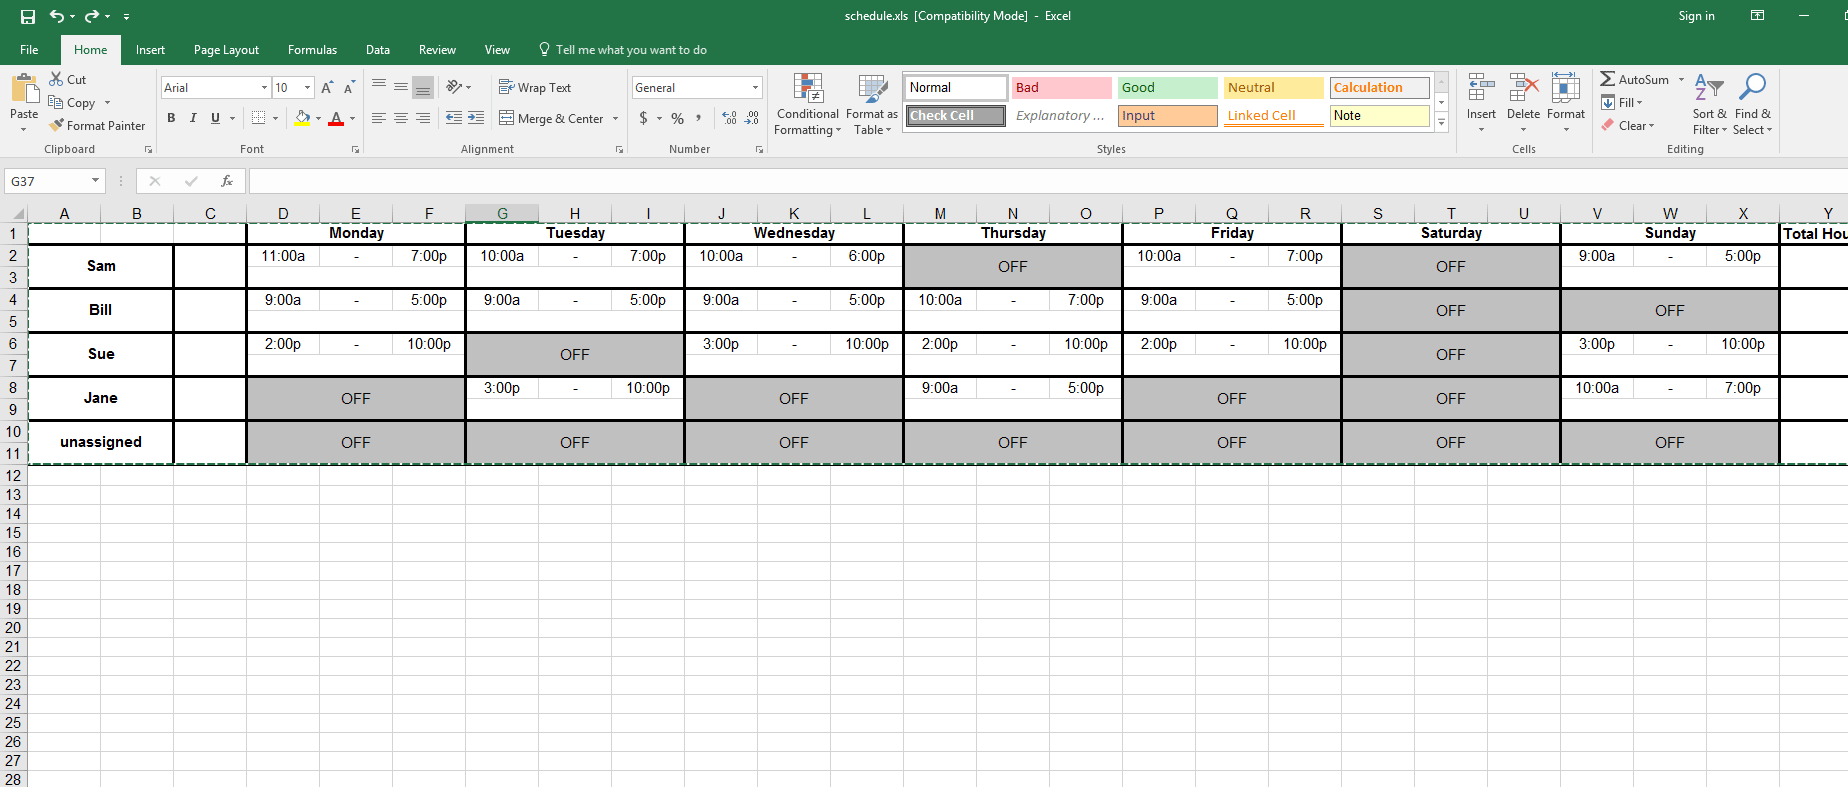 schedule.xls [Compatibility Mode] - Excel
Sign in
File Home Insert Page Layout Formulas Data Review View Tell me what you want to do
Paste
Cut
Copy
Format Painter
Clipboard
Arial 10
B I U
Font
Wrap Text
Merge & Center
Alignment
General
$ % ,
Number
Conditional Formatting
Format as Table
Normal Bad Good Neutral Calculation
Check Cell Explanatory ... Input Linked Cell Note
Styles
Insert Delete Format
Cells
AutoSum
Fill
Clear
Sort & Filter
Find & Select
Editing
G37 fx
A B C D E F G H I J K L M N O P Q R S T U V W X Y
1 Monday Tuesday Wednesday Thursday Friday Saturday Sunday Total Hou
2 Sam 11:00a - 7:00p 10:00a - 7:00p 10:00a - 6:00p OFF 10:00a - 7:00p OFF 9:00a - 5:00p
3
4 Bill 9:00a - 5:00p 9:00a - 5:00p 9:00a - 5:00p 10:00a - 7:00p 9:00a - 5:00p OFF OFF
5
6 Sue 2:00p - 10:00p OFF 3:00p - 10:00p 2:00p - 10:00p 2:00p - 10:00p OFF 3:00p - 10:00p
7
8 Jane OFF 3:00p - 10:00p OFF 9:00a - 5:00p OFF OFF 10:00a - 7:00p
9
10 unassigned OFF OFF OFF OFF OFF OFF OFF
11
12
13
14
15
16
17
18
19
20
21
22
23
24
25
26
27
28